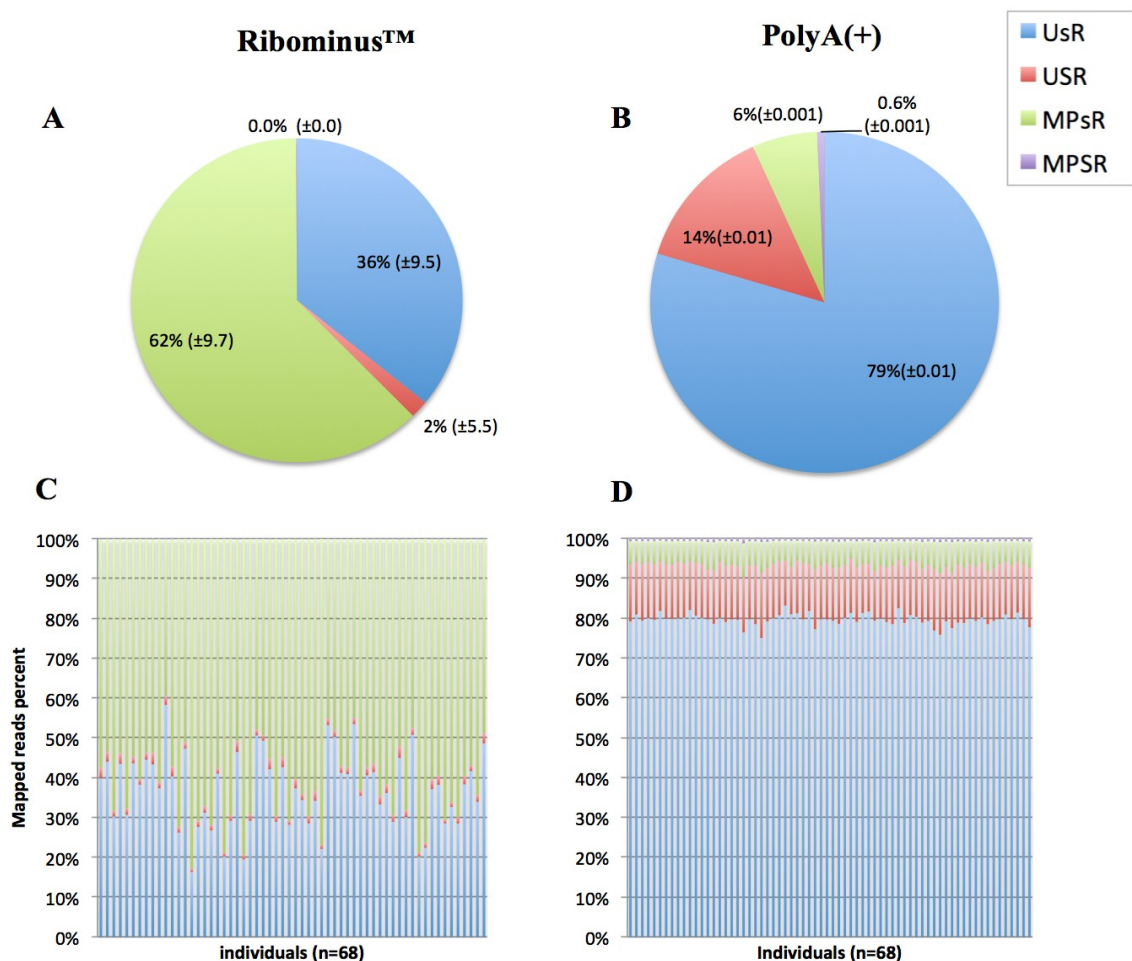 Ribominus™
PolyA(+)
UsR
USR
MPsR
MPSR
A
0.0% (±0.0)
36% (±9.5)
62% (±9.7)
2% (±5.5)
B
6%(±0.001)
0.6%
(±0.001)
14%(±0.01)
79%(±0.01)
C
Mapped reads percent
100%
90%
80%
70%
60%
50%
40%
30%
20%
10%
0%
individuals (n=68)
D
100%
90%
80%
70%
60%
50%
40%
30%
20%
10%
0%
Individuals (n=68)